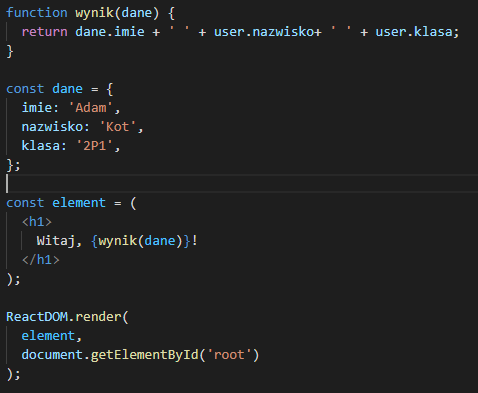 function wynik(dane) {
  return dane.imie + ' ' + user.nazwisko+ ' ' + user.klasa;
}

const dane = {
  imie: 'Adam',
  nazwisko: 'Kot',
  klasa: '2P1',
};

const element = (
  <h1>
    Witaj, {wynik(dane)}!
  </h1>
);

ReactDOM.render(
  element,
  document.getElementById('root')
);